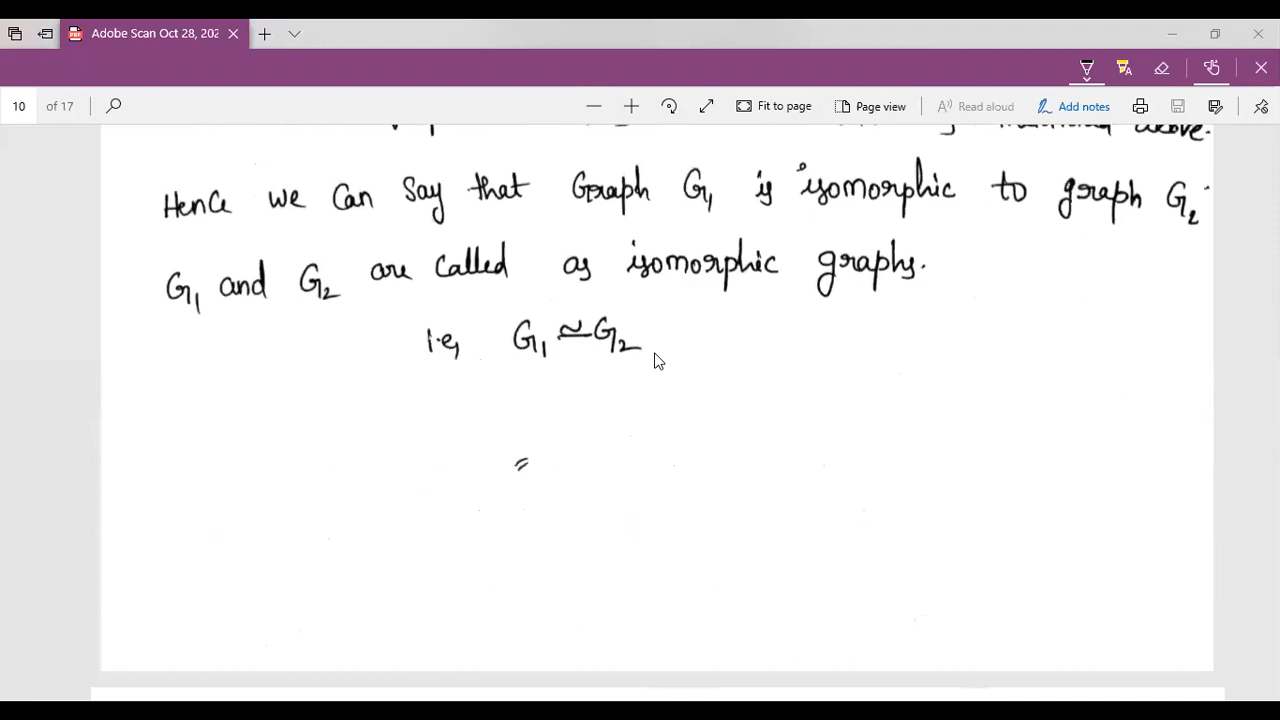 Adobe Scan Oct 28, 202
10 of 17
Fit to page
Page view
Read aloud
Add notes
above.
Hence we can say that Graph G1 is isomorphic to graph G2.
G1 and G2 are called as isomorphic graphs.
i.e, G1 ≃ G2
=